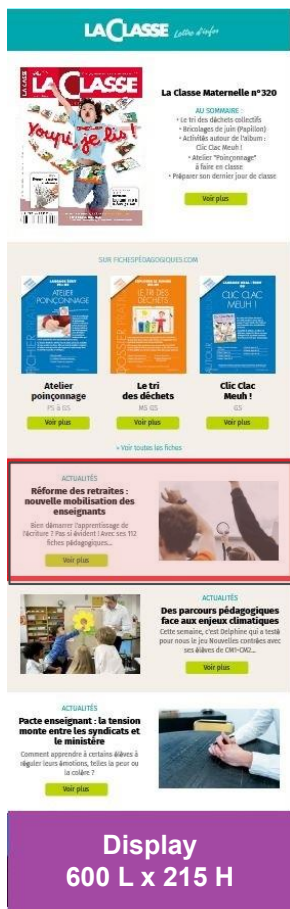 LA CLASSE Lettre d'infos
LA CLASSE
Youpi, je lis !
La Classe Maternelle n°320
AU SOMMAIRE :
• Le tri des déchets collectifs
• Bricolages de juin (Papillon)
• Activités autour de l'album :
Clic Clac Meuh !
• Atelier "Poinçonnage"
à faire en classe
• Préparer son dernier jour de classe
Voir plus
SUR FICHESPÉDAGOGIQUES.COM
ATELIER
POINÇONNAGE
FICHIER
LE TRI DES
DÉCHETS
CLIC CLAC
MEUH !
Atelier
poinçonnage
PS à GS
Voir plus
Le tri
des déchets
MS-GS
Voir plus
Clic Clac
Meuh !
GS
Voir plus
» Voir toutes les fiches
ACTUALITÉS
Réforme des retraites :
nouvelle mobilisation des
enseignants
Bien démarrer l'apprentissage de
l'écriture ? Pas si évident ! Avec ses 112
fiches pédagogiques...
Voir plus
ACTUALITÉS
Des parcours pédagogiques
face aux enjeux climatiques
Cette semaine, c'est Delphine qui a testé
pour nous le jeu Nouvelles contrées avec
ses élèves de CM1-CM2...
Voir plus
ACTUALITÉS
Pacte enseignant : la tension
monte entre les syndicats et
le ministère
Comment apprendre à certains élèves à
réguler leurs émotions, telles la peur ou
la colère ?
Voir plus
Display
600 L x 215 H